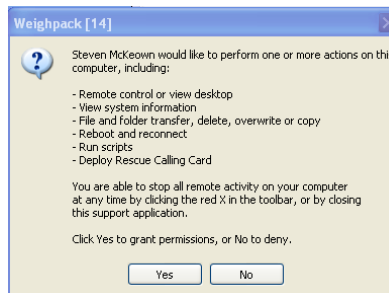 Weighpack [14]
Steven McKeown would like to perform one or more actions on thi
computer, including:
- Remote control or view desktop
- View system information
- File and folder transfer, delete, overwrite or copy
- Reboot and reconnect
- Run scripts
- Deploy Rescue Calling Card
You are able to stop all remote activity on your computer
at any time by clicking the red X in the toolbar, or by closing
this support application.
Click Yes to grant permissions, or No to deny.
Yes No